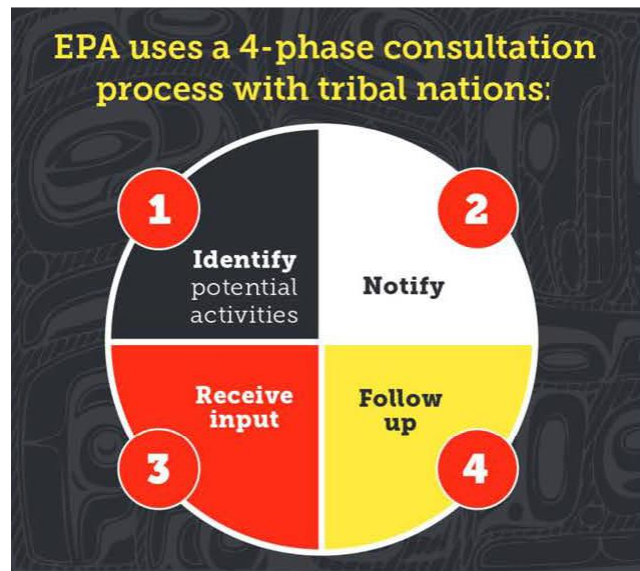 EPA uses a 4-phase consultation
process with tribal nations:
1
Identify
potential
activities
2
Notify
3
Receive
input
4
Follow
up